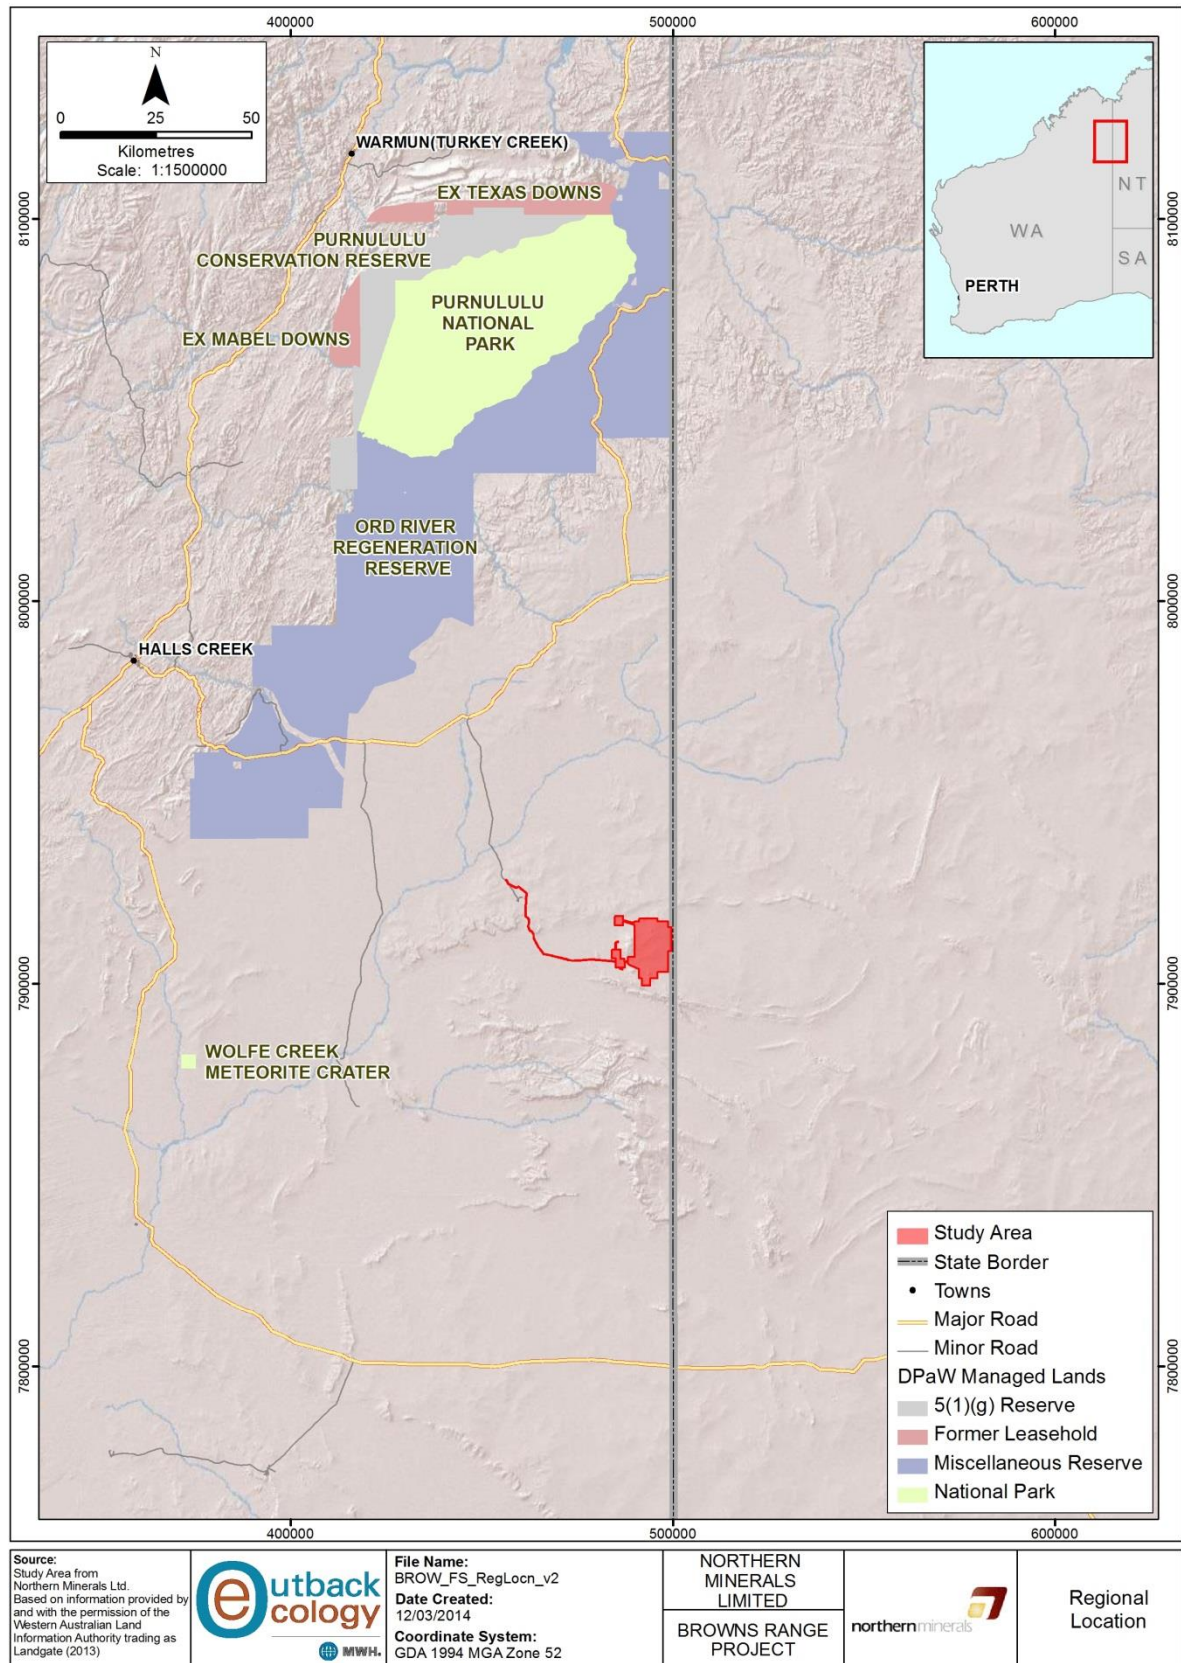 400000
500000
600000
N
0
25
50
Kilometres
Scale: 1:1500000
WARMUN(TURKEY CREEK)
EX TEXAS DOWNS
PURNULULU
CONSERVATION RESERVE
PURNULULU
NATIONAL
PARK
EX MABEL DOWNS
ORD RIVER
REGENERATION
RESERVE
HALLS CREEK
WOLFE CREEK
METEORITE CRATER
WA
NT
SA
PERTH
8100000
8000000
7900000
7800000
8100000
8000000
7900000
7800000
Study Area
State Border
Towns
Major Road
Minor Road
DPaW Managed Lands
5(1)(g) Reserve
Former Leasehold
Miscellaneous Reserve
National Park
400000
500000
600000
Source:
Study Area from
Northern Minerals Ltd.
Based on information provided by
and with the permission of the
Western Australian Land
Information Authority trading as
Landgate (2013)
outback
ecology
MWH.
File Name:
BROW_FS_RegLocn_v2
Date Created:
12/03/2014
Coordinate System:
GDA 1994 MGA Zone 52
NORTHERN
MINERALS
LIMITED
BROWNS RANGE
PROJECT
northernminerals
Regional
Location